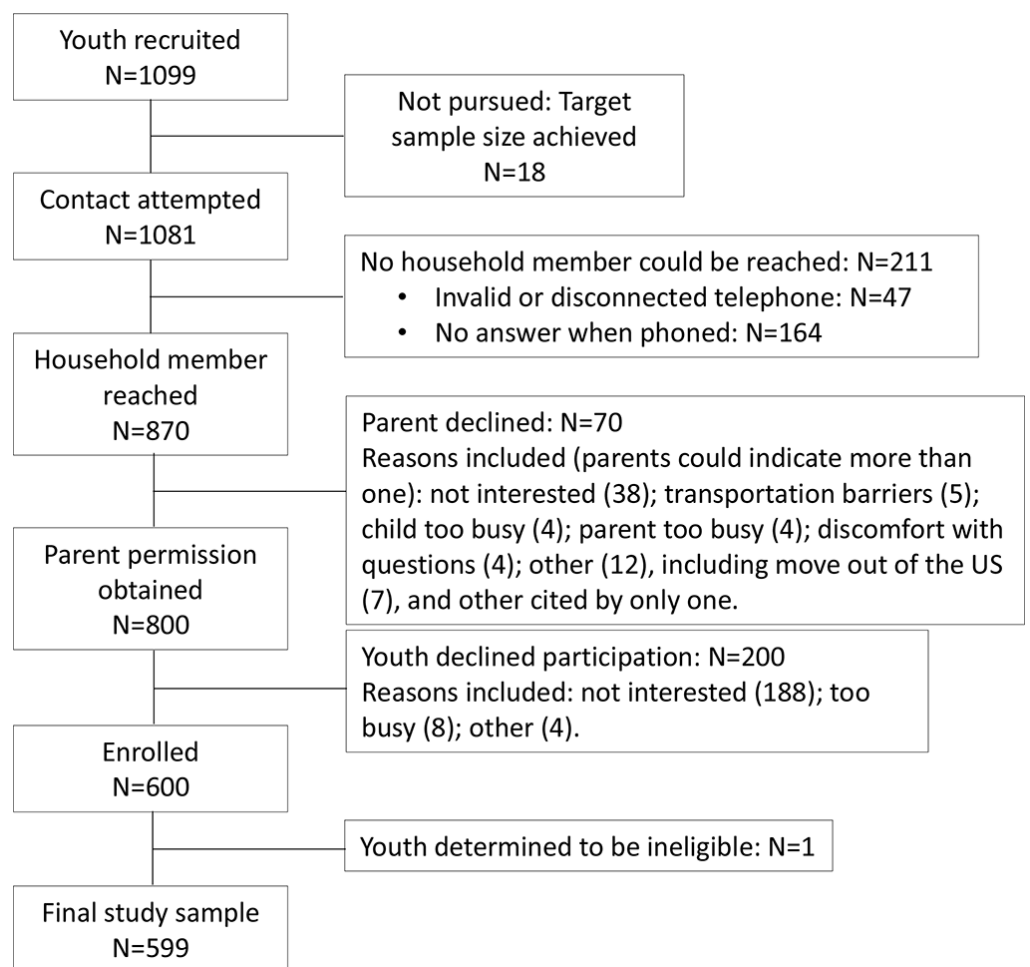 Youth recruited
N=1099
Not pursued: Target
sample size achieved
N=18
Contact attempted
N=1081
No household member could be reached: N=211
• Invalid or disconnected telephone: N=47
• No answer when phoned: N=164
Household member
reached
N=870
Parent declined: N=70
Reasons included (parents could indicate more than
one): not interested (38); transportation barriers (5);
child too busy (4); parent too busy (4); discomfort with
questions (4); other (12), including move out of the US
(7), and other cited by only one.
Parent permission
obtained
N=800
Youth declined participation: N=200
Reasons included: not interested (188); too
busy (8); other (4).
Enrolled
N=600
Youth determined to be ineligible: N=1
Final study sample
N=599